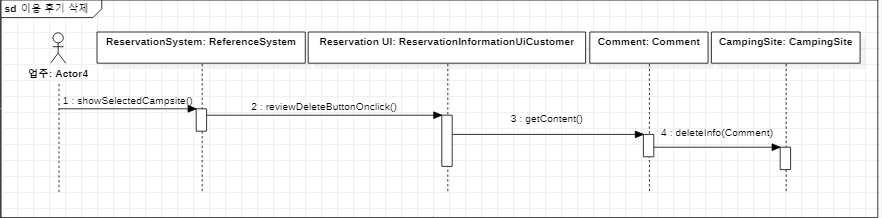 sd 이용 후기 삭제
ReservationSystem: ReferenceSystem
Reservation UI: ReservationInformationUiCustomer
Comment: Comment
CampingSite: CampingSite
업주: Actor4
1 : showSelectedCampsite()
2 : reviewDeleteButtonOnclick()
3 : getContent()
4 : deleteInfo(Comment)